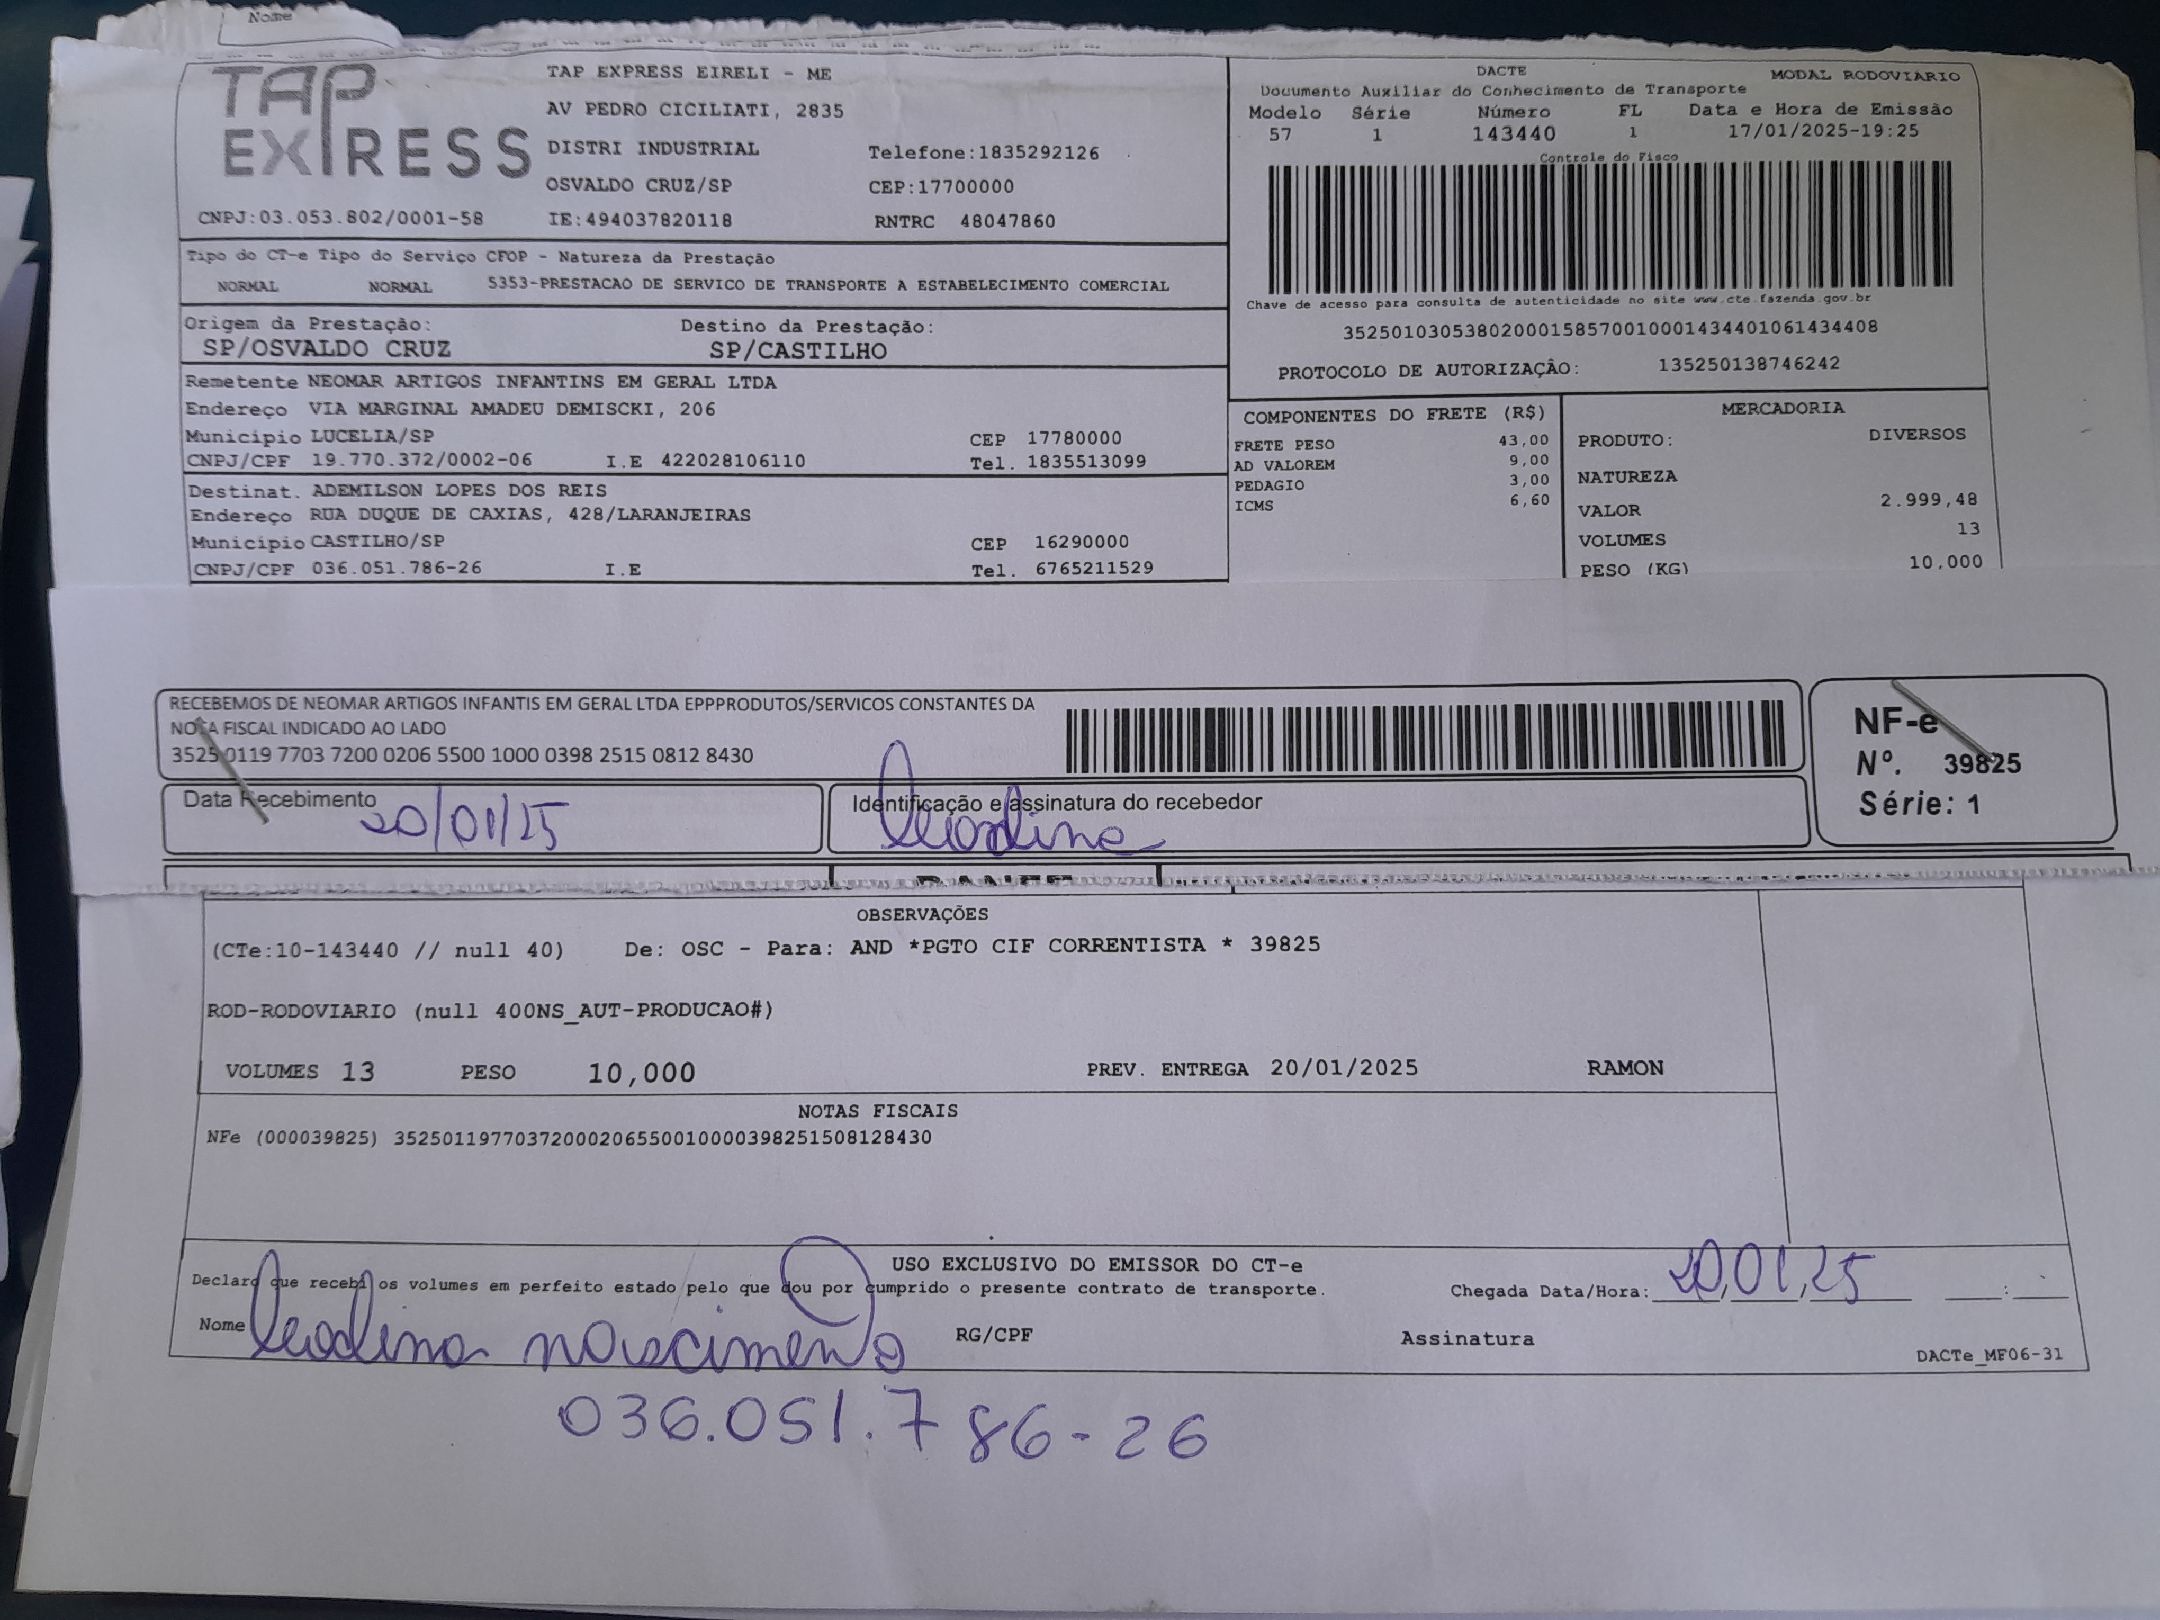 Nome
TAP EXPRESS
TAP EXPRESS EIRELI - ME
AV PEDRO CICILIATI, 2835
DISTRI INDUSTRIAL Telefone:1835292126
OSVALDO CRUZ/SP CEP:17700000
CNPJ:03.053.802/0001-58 IE:494037820118 RNTRC 48047860
DACTE MODAL RODOVIARIO
Documento Auxiliar do Conhecimento de Transporte
Modelo Série Número FL Data e Hora de Emissão
57 1 143440 1 17/01/2025-19:25
Controle do Fisco
Chave de acesso para consulta de autenticidade no site www.cte.fazenda.gov.br
35250103053802000158570010001434401061434408
PROTOCOLO DE AUTORIZAÇÂO: 135250138746242
Tipo do CT-e Tipo do Serviço CFOP - Natureza da Prestação
NORMAL NORMAL 5353-PRESTACAO DE SERVICO DE TRANSPORTE A ESTABELECIMENTO COMERCIAL
Origem da Prestação: Destino da Prestação:
SP/OSVALDO CRUZ SP/CASTILHO
Remetente NEOMAR ARTIGOS INFANTINS EM GERAL LTDA
Endereço VIA MARGINAL AMADEU DEMISCKI, 206
Município LUCELIA/SP CEP 17780000
CNPJ/CPF 19.770.372/0002-06 I.E 422028106110 Tel. 1835513099
Destinat. ADEMILSON LOPES DOS REIS
Endereço RUA DUQUE DE CAXIAS, 428/LARANJEIRAS
Município CASTILHO/SP CEP 16290000
CNPJ/CPF 036.051.786-26 I.E Tel. 6765211529
COMPONENTES DO FRETE (R$)
FRETE PESO 43,00
AD VALOREM 9,00
PEDAGIO 3,00
ICMS 6,60
MERCADORIA
PRODUTO: DIVERSOS
NATUREZA
VALOR 2.999,48
VOLUMES 13
PESO (KG) 10,000
RECEBEMOS DE NEOMAR ARTIGOS INFANTIS EM GERAL LTDA EPPPRODUTOS/SERVICOS CONSTANTES DA
NOTA FISCAL INDICADO AO LADO
3525 0119 7703 7200 0206 5500 1000 0398 2515 0812 8430
NF-e
Nº. 39825
Série: 1
Data Recebimento 20/01/25
Identificação e assinatura do recebedor
Leodina
OBSERVAÇÕES
(CTe:10-143440 // null 40) De: OSC - Para: AND *PGTO CIF CORRENTISTA * 39825
ROD-RODOVIARIO (null 400NS_AUT-PRODUCAO#)
VOLUMES 13 PESO 10,000 PREV. ENTREGA 20/01/2025 RAMON
NOTAS FISCAIS
NFe (000039825) 35250119770372000206550010000398251508128430
USO EXCLUSIVO DO EMISSOR DO CT-e
Declaro que recebi os volumes em perfeito estado pelo que dou por cumprido o presente contrato de transporte. Chegada Data/Hora: 20,01,25 :
Nome Leodina nascimento RG/CPF Assinatura
DACTe_MF06-31
036.051.786-26